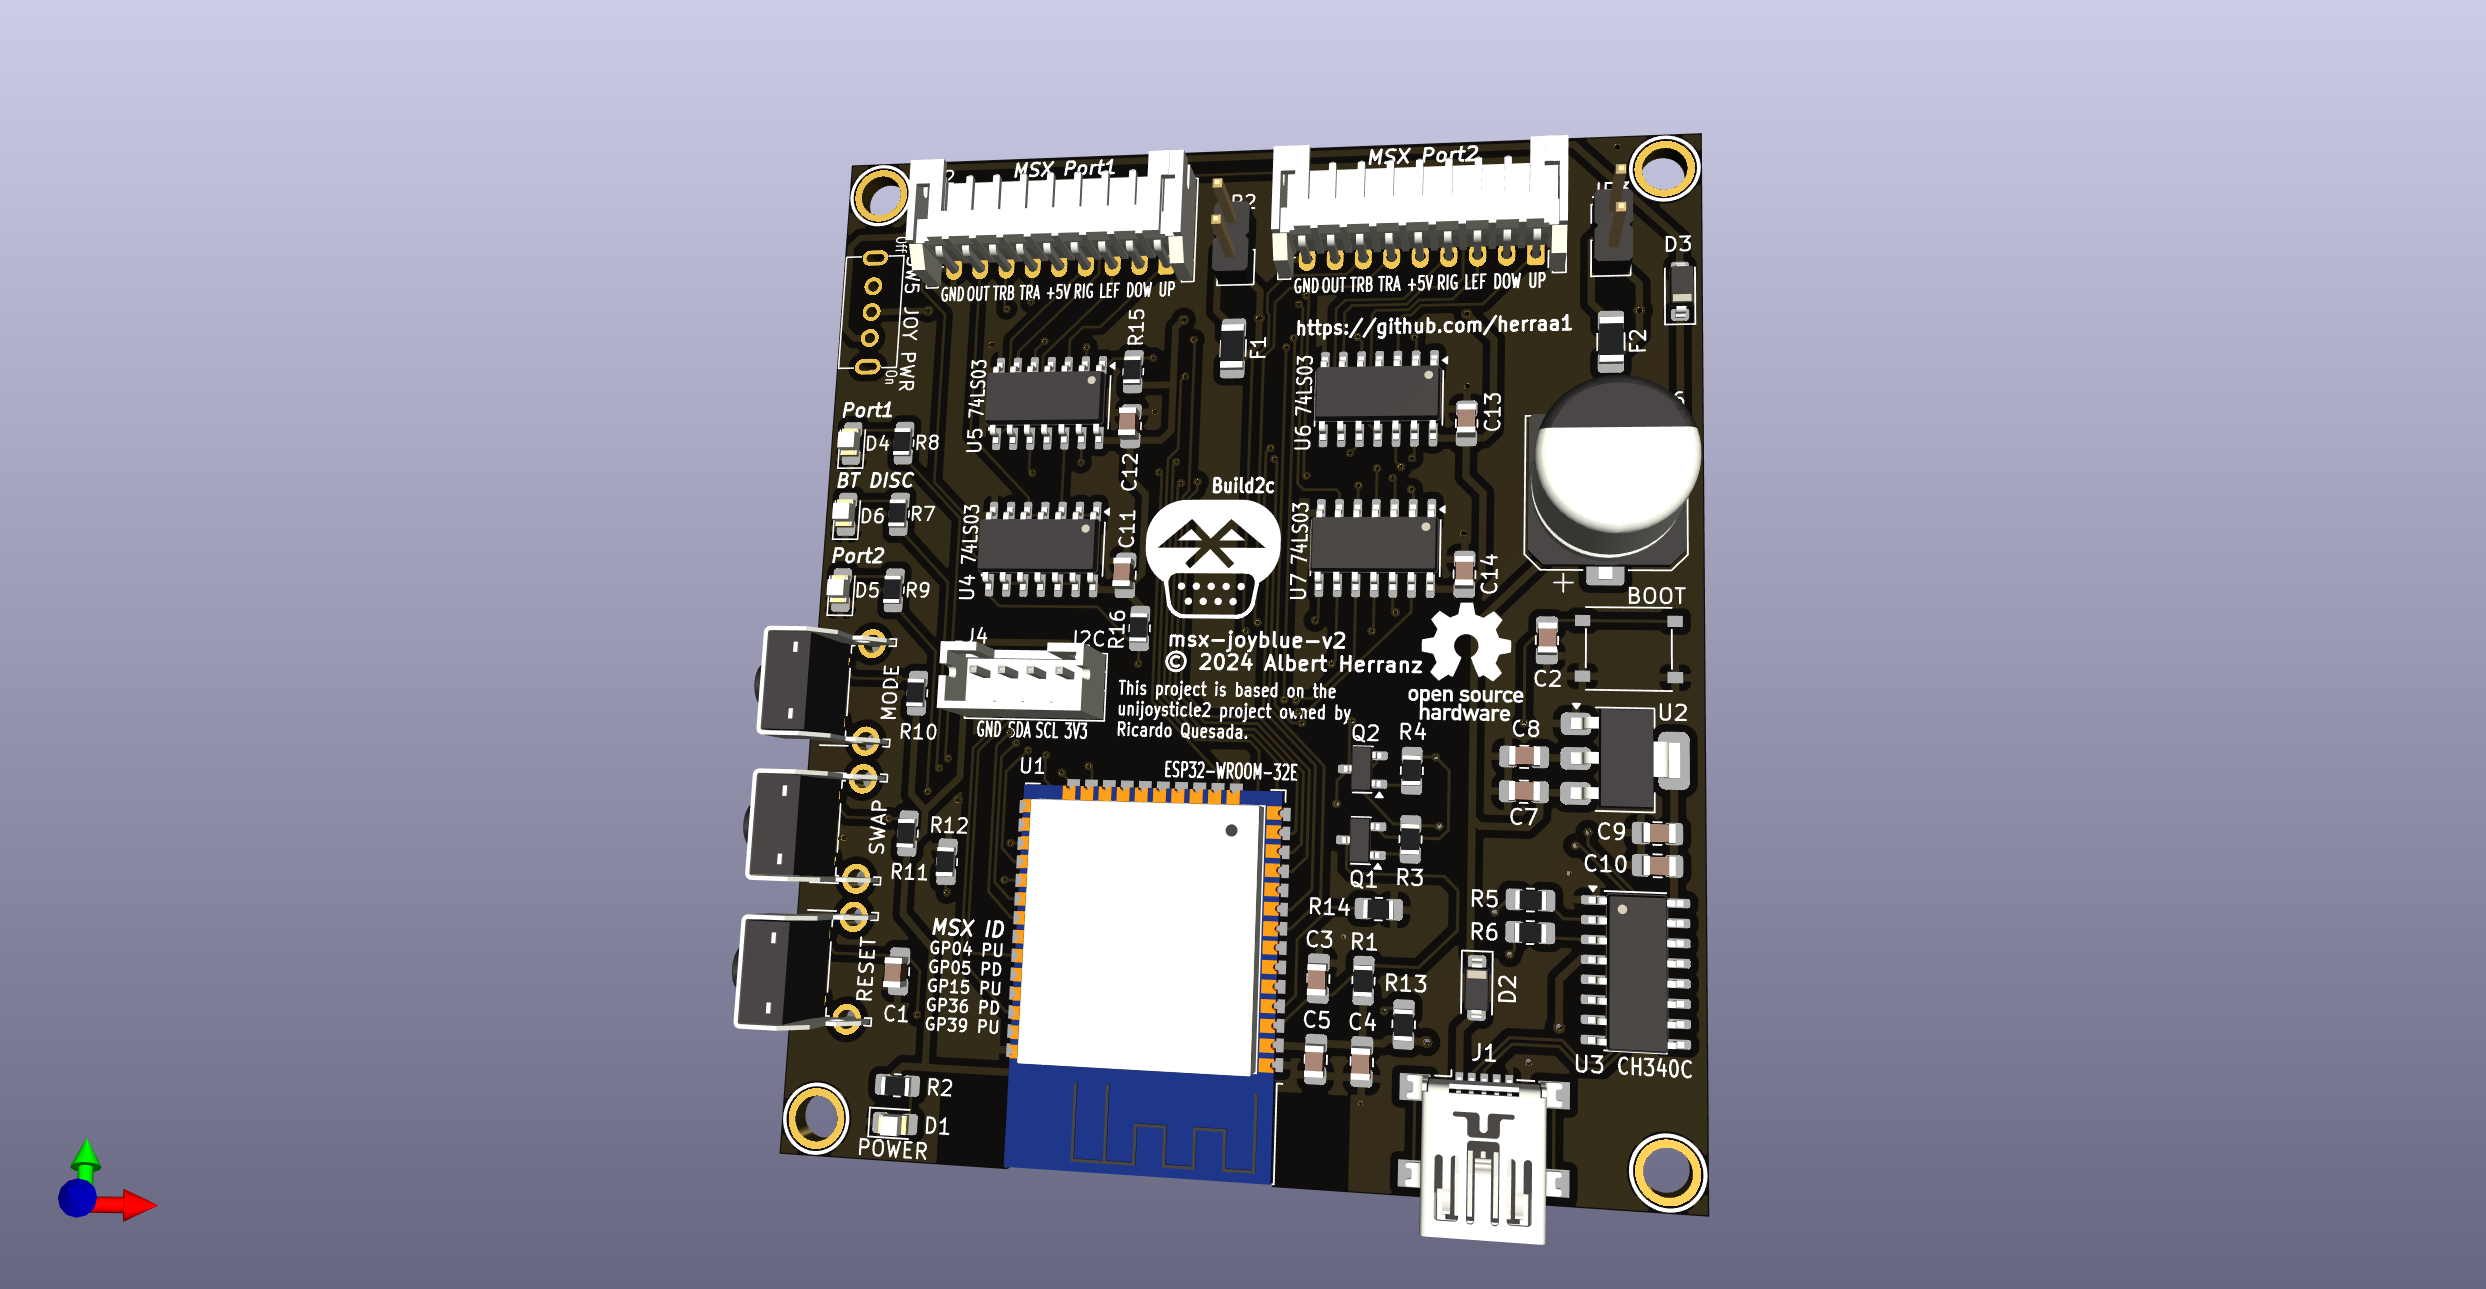 MSX Port1
MSX Port2
D3
GND OUT TRB TRA +5V RIG LEF DOW UP
GND OUT TRB TRA +5V RIG LEF DOW UP
Off
SW5 JOY PWR
On
https://github.com/herraa1
R15
F1
F2
U5 74LS03
U6 74LS03
C12
C13
Port1
D4
R8
BT DISC
D6
R7
Port2
D5
R9
Build2c
U4 74LS03
C11
U7 74LS03
C14
+
BOOT
R16
J4
I2C
GND SDA SCL 3V3
msx-joyblue-v2
© 2024 Albert Herranz
This project is based on the
unijoysticle2 project owned by
Ricardo Quesada.
open source
hardware
C2
U2
MODE
R10
Q2
R4
C8
C7
U1
ESP32-WROOM-32E
SWAP
R12
R11
Q1
R3
C9
C10
R14
R5
R6
MSX ID
GP04 PU
GP05 PD
GP15 PU
GP36 PD
GP39 PU
RESET
C1
C3
R1
R13
D2
C5
C4
J1
U3
CH340C
R2
D1
POWER